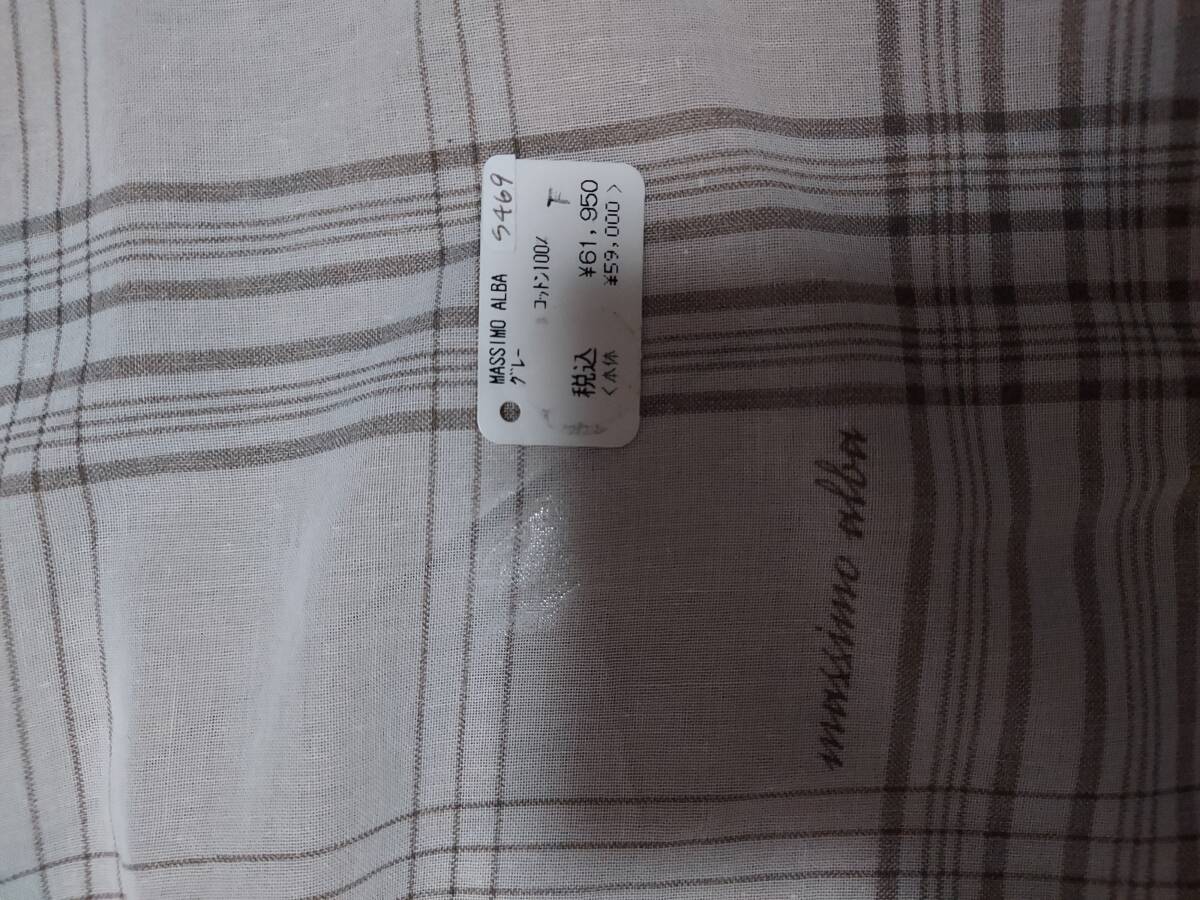 S469
MASSIMO ALBA
グレー
コットン100%
T
税込 ¥61,950
<本体 ¥59,000>
massimo alba